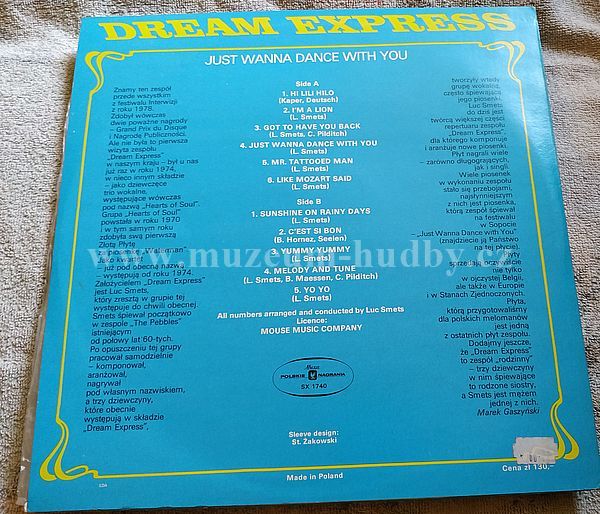 DREAM EXPRESS
JUST WANNA DANCE WITH YOU
Znamy ten zespół
przede wszystkim
z festiwalu Interwizji
z roku 1978.
Zdobył wówczas
dwie poważne nagrody
– Grand Prix du Disque
i Nagrodę Publiczności.
Ale nie była to pierwsza
wizyta zespołu
„Dream Express"
w naszym kraju – był u nas
już raz w roku 1974,
w nieco innym składzie
– jako dziewczęce
trio wokalne,
występujące wówczas
pod nazwą „Hearts of Soul".
Grupa „Hearts of Soul"
powstała w roku 1970
i w tym samym roku
zdobyła swą pierwszą
Złotą Płytę
Waterman"
Jako kwartet
– już pod obecną nazwą
– występują od roku 1974.
Założycielem „Dream Express"
jest Luc Smets,
który zresztą w grupie tej
występuje do chwili obecnej
Smets śpiewał początkowo
w zespole „The Pebbles"
istniejącym
od połowy lat 60-tych.
Po opuszczeniu tej grupy
pracował samodzielnie
– komponował,
aranżował,
nagrywał
pod własnym nazwiskiem,
a trzy dziewczyny,
które obecnie
występują w składzie
„Dream Express",
Side A
1. HI LILI HILO
(Kaper, Deutsch)
2. I'M A LION
(L. Smets)
3. GOT TO HAVE YOU BACK
(L. Smets, C. Pilditch)
4. JUST WANNA DANCE WITH YOU
(L. Smets)
5. MR. TATTOOED MAN
(L. Smets)
6. LIKE MOZART SAID
(L. Smets)
Side B
1. SUNSHINE ON RAINY DAYS
(L. Smets)
2. C'EST SI BON
(B. Hornez, Seelen)
3. YUMMY YUMMY
(L. Smets)
4. MELODY AND TUNE
(L. Smets, B. Maessen, C. Pilditch)
5. YO YO
(L. Smets)
All numbers arranged and conducted by Luc Smets
Licence:
MOUSE MUSIC COMPANY
muza
POLSKIE NAGRANIA
SX 1740
Sleeve design:
St. Żakowski
Made in Poland
tworzyły wtedy
grupę wokalną,
często śpiewającą
jego piosenki.
Luc Smets
do dziś jest
twórcą większej części
repertuaru zespołu
„Dream Express",
dla którego komponuje
i aranżuje nowe piosenki.
Płyt nagrali wiele
– zarówno długogrających,
jak i singli.
Wiele piosenek
w wykonaniu zespołu
stało się przebojami,
najsłynniejszym
z nich jest piosenka,
którą zespół śpiewał
na festiwalu
w Sopocie
– „Just Wanna Dance with You"
(znajdziecie ją Państwo
na tej płycie).
Płyty
sprzedają oczywiście
nie tylko
w ojczystej Belgii,
ale także w Europie
i w Stanach Zjednoczonych.
Płyta,
którą przygotowaliśmy
dla polskich melomanów
jest jedną
z ostatnich płyt zespołu.
Dodajmy jeszcze,
że „Dream Express"
to zespół „rodzinny"
– trzy dziewczyny
w nim śpiewające
to rodzone siostry,
a Smets jest mężem
jednej z nich.
Marek Gaszyński
Cena zł 130,–
www.muzeum-hudby.cz